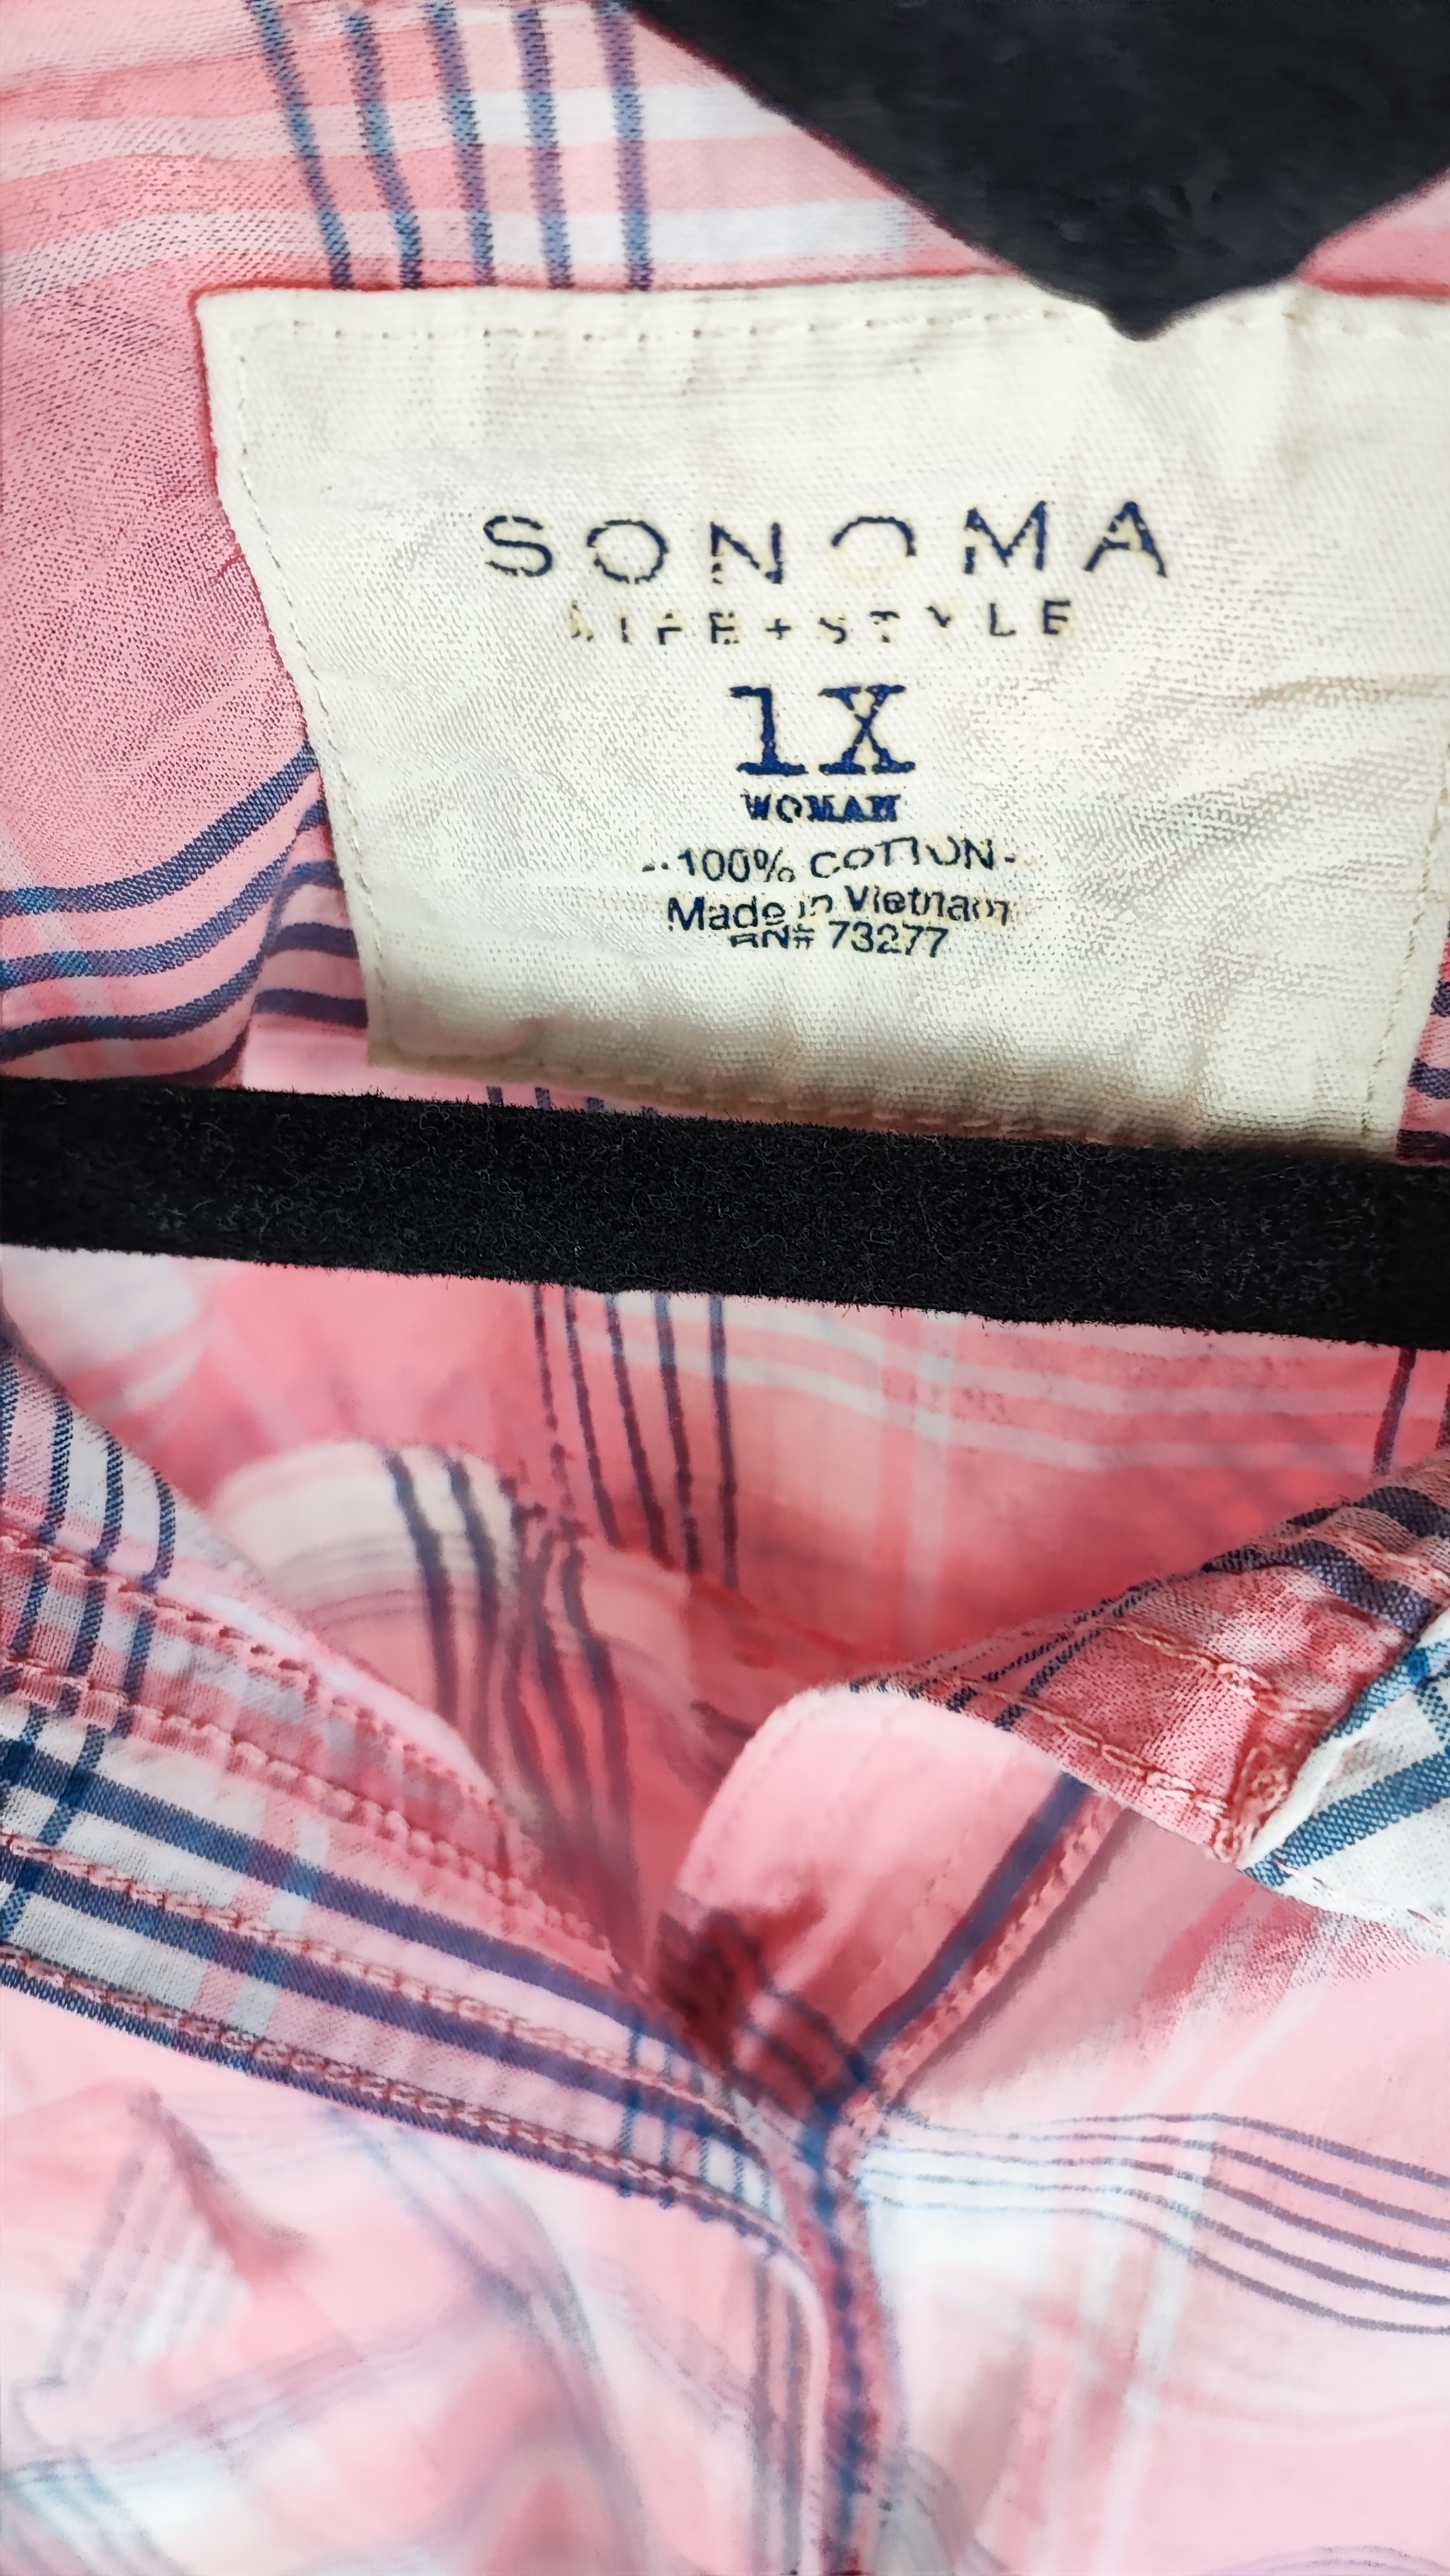 SONOMA
LIFE+STYLE
1X
WOMAN
-100% COTTON-
Made in Vietnam
RN# 73277